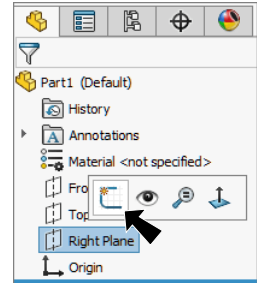 Part1 (Default)
History
Annotations
Material <not specified>
Fro
Top
Right Plane
Origin